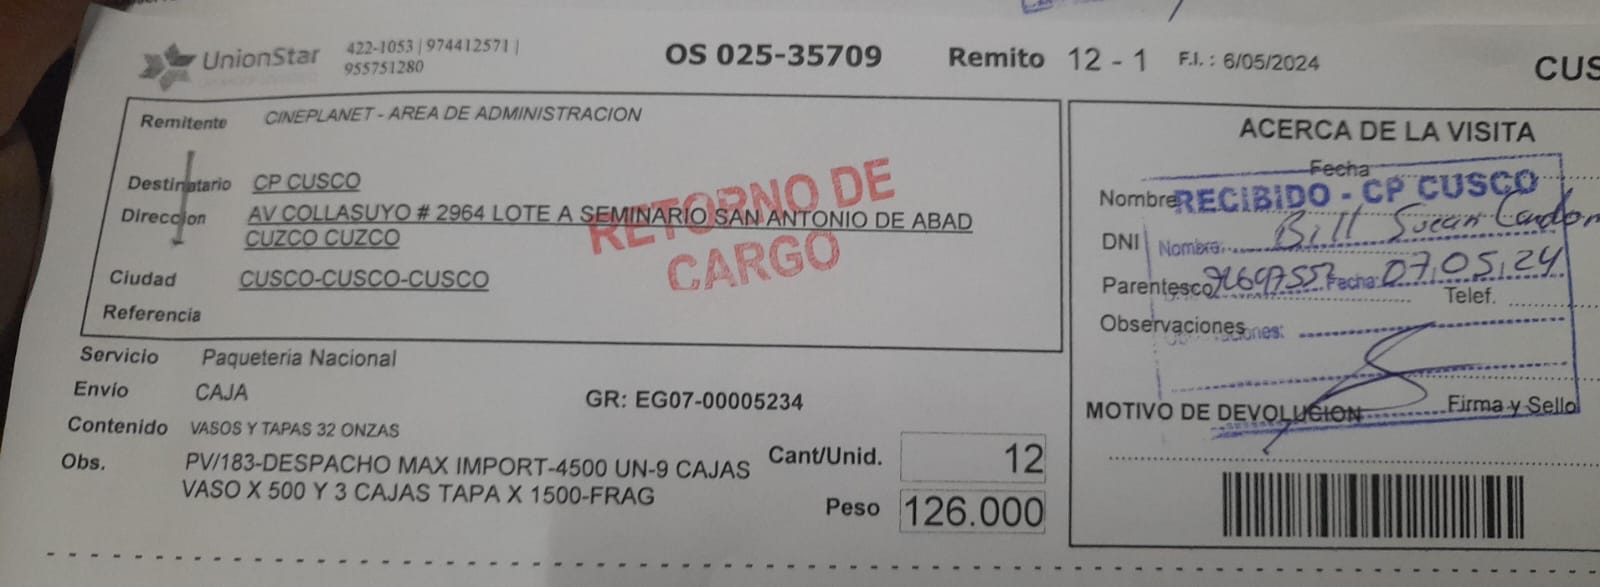 UnionStar
422-1053 | 974412571 |
955751280
OS 025-35709
Remito 12 - 1
F.I. : 6/05/2024
CUS
Remitente CINEPLANET - AREA DE ADMINISTRACION
Destinatario CP CUSCO
Direccion AV COLLASUYO # 2964 LOTE A SEMINARIO SAN ANTONIO DE ABAD
CUZCO CUZCO
Ciudad CUSCO-CUSCO-CUSCO
Referencia
RETORNO DE
CARGO
Servicio Paqueteria Nacional
Envío CAJA
GR: EG07-00005234
Contenido VASOS Y TAPAS 32 ONZAS
Obs. PV/183-DESPACHO MAX IMPORT-4500 UN-9 CAJAS
VASO X 500 Y 3 CAJAS TAPA X 1500-FRAG
Cant/Unid. 12
Peso 126.000
ACERCA DE LA VISITA
Fecha
Nombre
RECIBIDO - CP CUSCO
DNI
Nombre: Bill
Parentesco
Fecha: 07.05.24
Telef.
Observaciones
Observaciones:
MOTIVO DE DEVOLUCION
Firma y Sello